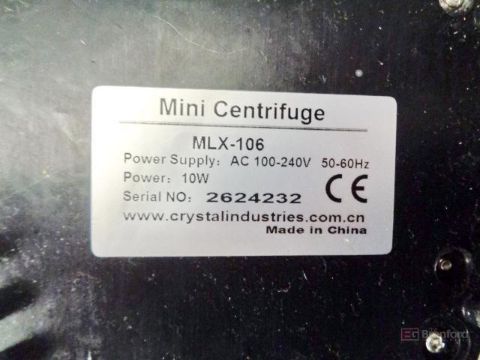 Mini Centrifuge
MLX-106
Power Supply: AC 100-240V 50-60Hz
Power: 10W
Serial NO: 2624232
CE
www.crystalindustries.com.cn
Made in China